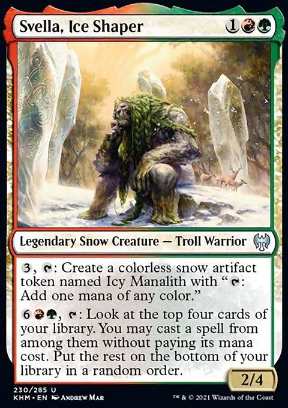 Svella, Ice Shaper 1
Legendary Snow Creature — Troll Warrior
3, : Create a colorless snow artifact
token named Icy Manalith with “ :
Add one mana of any color.”
6 , : Look at the top four cards of
your library. You may cast a spell from
among them without paying its mana
cost. Put the rest on the bottom of your
library in a random order.
2/4
230/285 U
KHM • EN ANDREW MAR
™ & © 2021 Wizards of the Coast